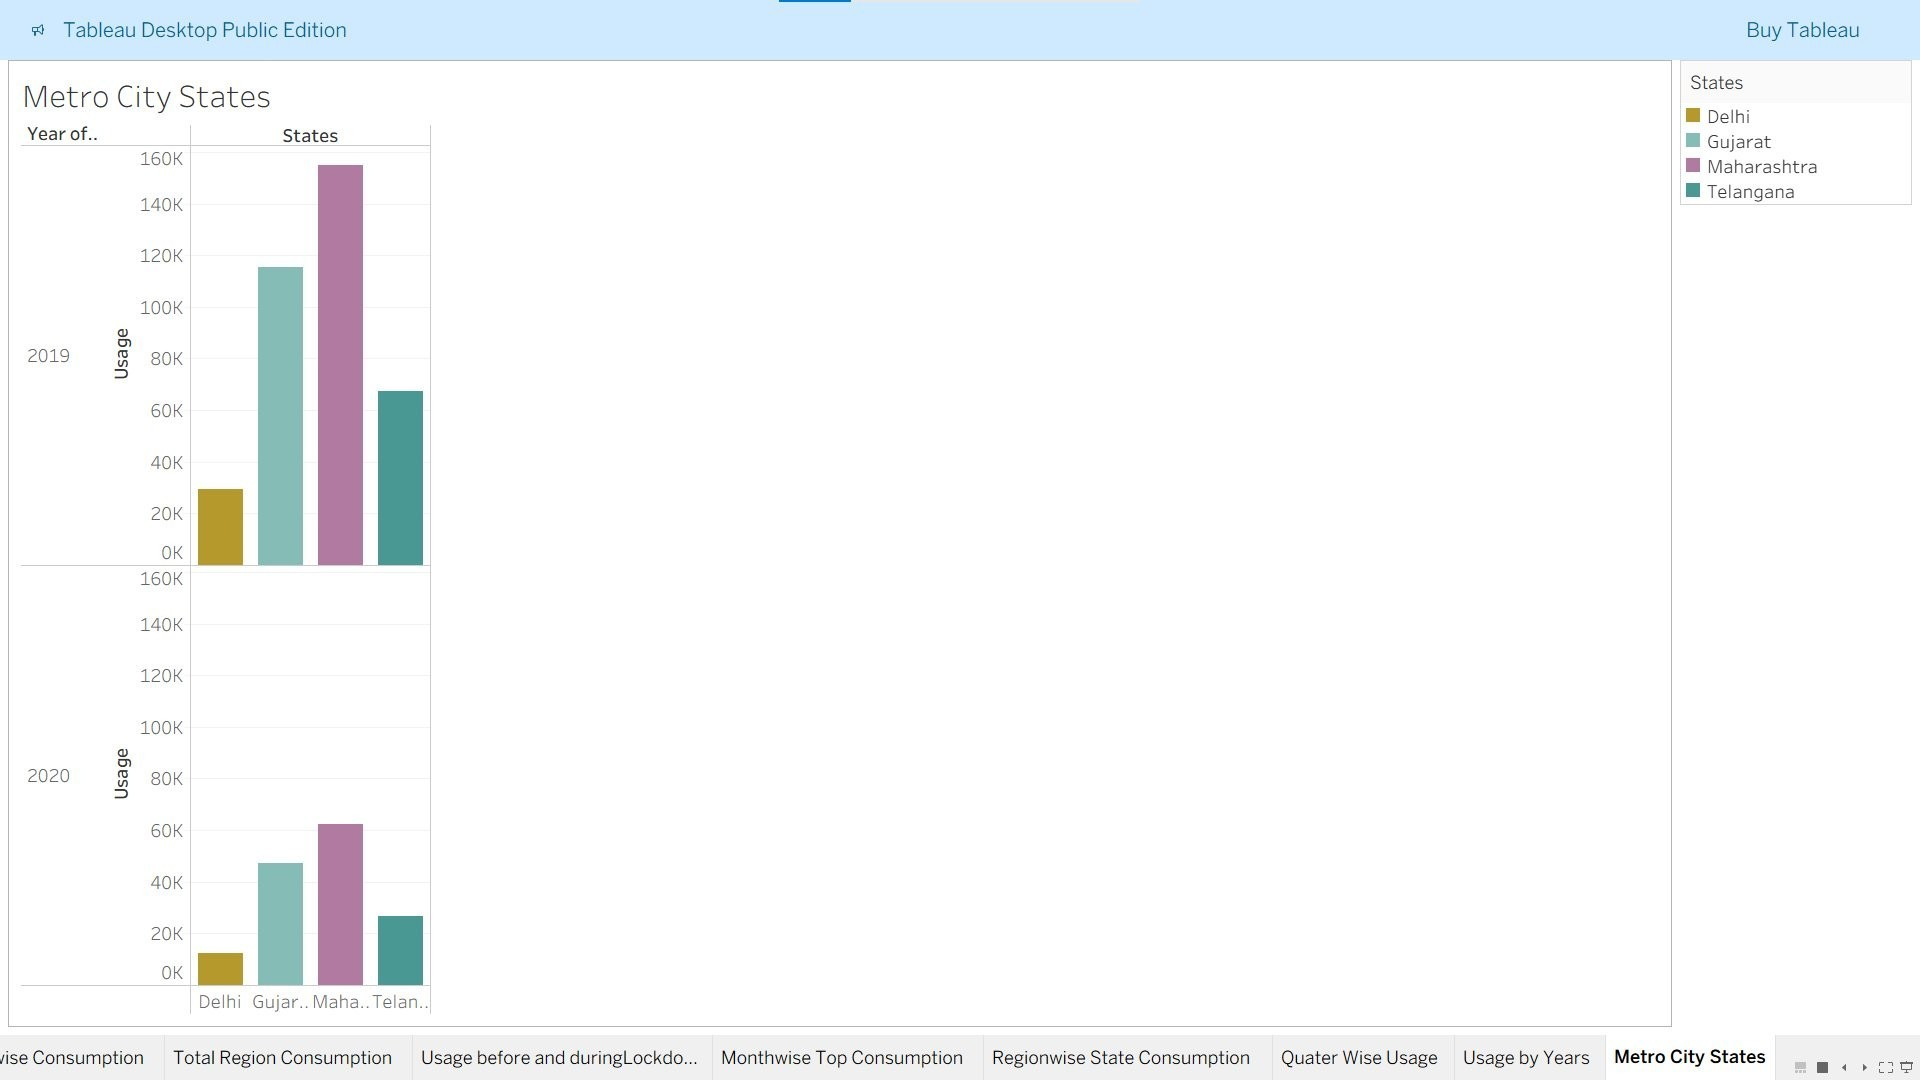 Tableau Desktop Public Edition
Buy Tableau
Metro City States
Year of..
States
160K
140K
120K
100K
80K
60K
40K
20K
0K
Usage
2019
160K
140K
120K
100K
80K
60K
40K
20K
0K
Usage
2020
Delhi Gujar.. Maha.. Telan..
States
Delhi
Gujarat
Maharashtra
Telangana
wise Consumption
Total Region Consumption
Usage before and duringLockdo...
Monthwise Top Consumption
Regionwise State Consumption
Quater Wise Usage
Usage by Years
Metro City States